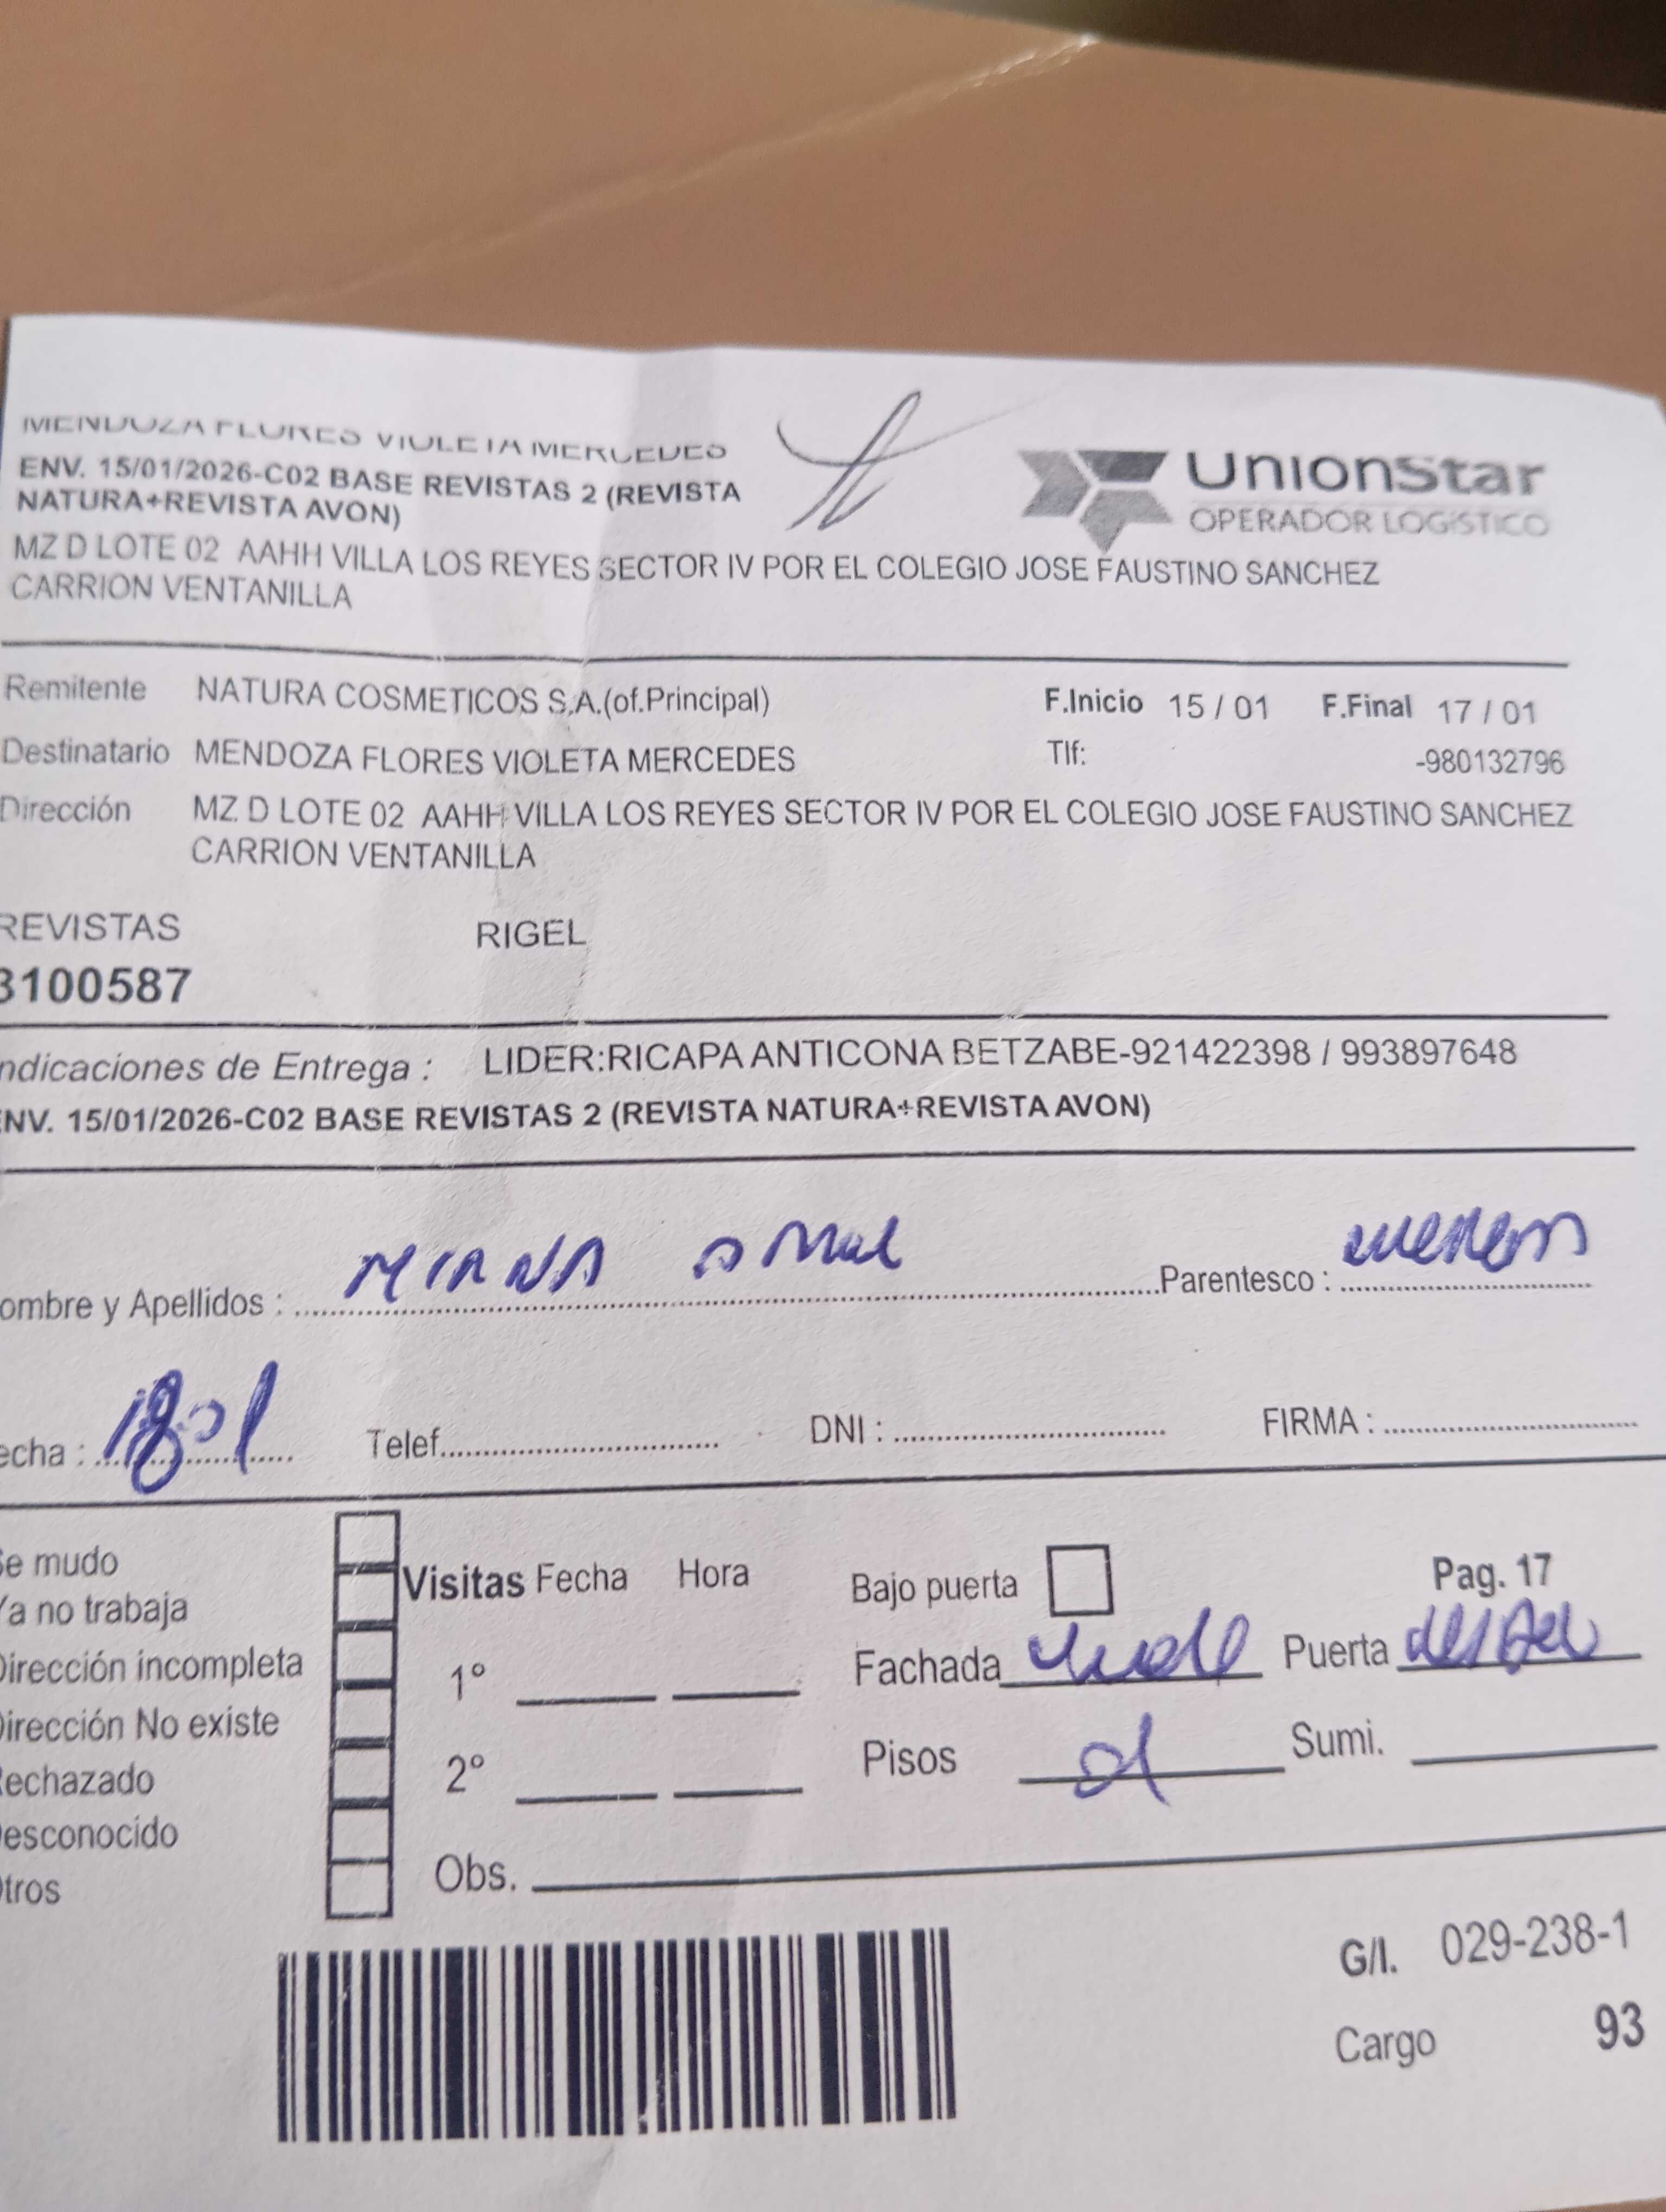 MENDOZA FLORES VIOLETA MERCEDES
ENV. 15/01/2026-C02 BASE REVISTAS 2 (REVISTA
NATURA+REVISTA AVON)
UnionStar
OPERADOR LOGíSTICO
MZ D LOTE 02 AAHH VILLA LOS REYES SECTOR IV POR EL COLEGIO JOSE FAUSTINO SANCHEZ
CARRION VENTANILLA
Remitente NATURA COSMETICOS S.A.(of.Principal) F.Inicio 15 / 01 F.Final 17 / 01
Destinatario MENDOZA FLORES VIOLETA MERCEDES Tlf: -980132796
Dirección MZ D LOTE 02 AAHH VILLA LOS REYES SECTOR IV POR EL COLEGIO JOSE FAUSTINO SANCHEZ
CARRION VENTANILLA
REVISTAS RIGEL
3100587
ndicaciones de Entrega : LIDER:RICAPA ANTICONA BETZABE-921422398 / 993897648
ENV. 15/01/2026-C02 BASE REVISTAS 2 (REVISTA NATURA+REVISTA AVON)
ombre y Apellidos : Parentesco :
echa : Telef. DNI : FIRMA :
Se mudo
Ya no trabaja
Dirección incompleta
Dirección No existe
Rechazado
esconocido
Otros
Visitas Fecha Hora
1º
2º
Obs.
Bajo puerta Pag. 17
Fachada Puerta
Pisos Sumi.
G/I. 029-238-1
Cargo 93